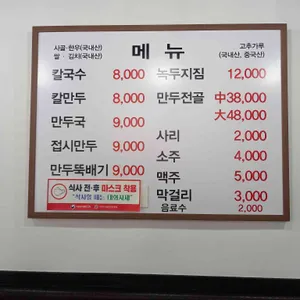 사골·한우(국내산)
쌀 · 김치(국내산)
메 뉴
고추가루
(국내산, 중국산)
칼국수 8,000
칼만두 8,000
만두국 9,000
접시만두 9,000
만두뚝배기 9,000
녹두지짐 12,000
만두전골 中38,000
大48,000
사리 2,000
소주 4,000
맥주 5,000
막걸리 3,000
음료수 2,000
식사 전·후 마스크 착용